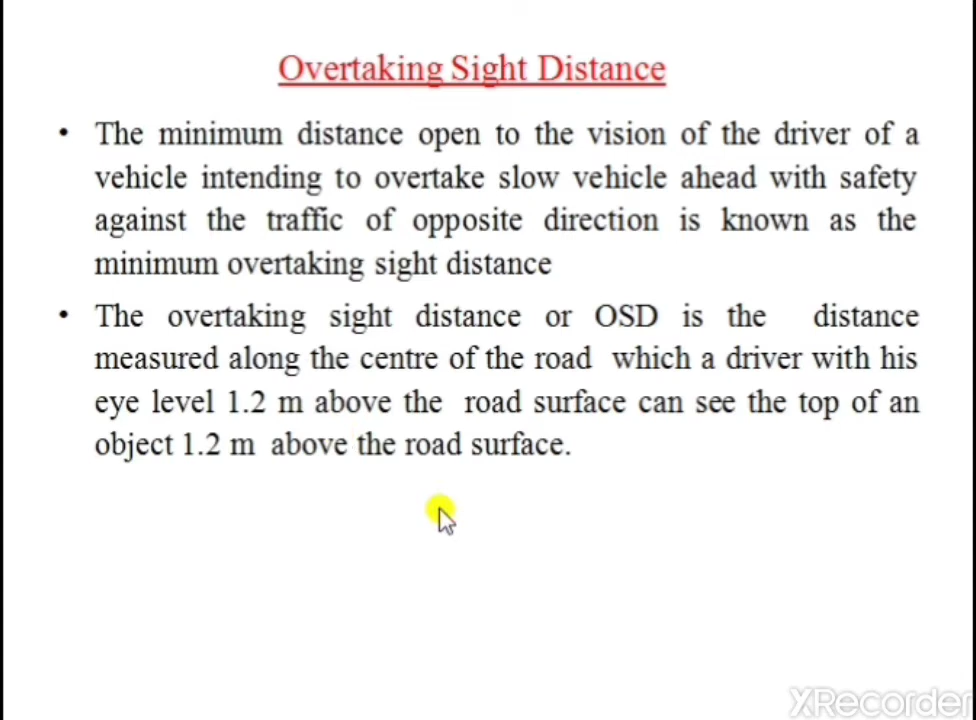 Overtaking Sight Distance
• The minimum distance open to the vision of the driver of a
vehicle intending to overtake slow vehicle ahead with safety
against the traffic of opposite direction is known as the
minimum overtaking sight distance
• The overtaking sight distance or OSD is the distance
measured along the centre of the road which a driver with his
eye level 1.2 m above the road surface can see the top of an
object 1.2 m above the road surface.
XRecorder